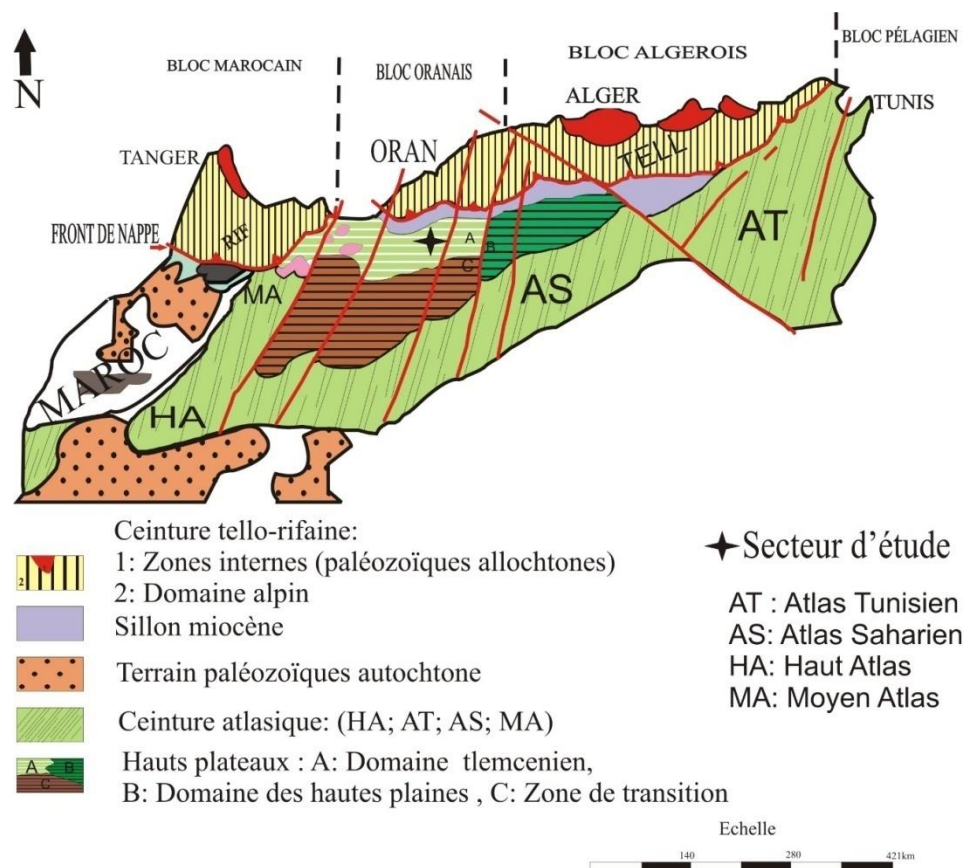 BLOC PÉLAGIEN
BLOC ALGEROIS
BLOC MAROCAIN
BLOC ORANAIS
N
ALGER
TUNIS
TANGER
ORAN
TELL
FRONT DE NAPPE
RIF
AT
A
B
C
MA
AS
MAROC
HA
Ceinture tello-rifaine:
1: Zones internes (paléozoïques allochtones)
2
2: Domaine alpin
Sillon miocène
Terrain paléozoïques autochtone
Ceinture atlasique: (HA; AT; AS; MA)
A B
C
Hauts plateaux : A: Domaine tlemcenien,
B: Domaine des hautes plaines , C: Zone de transition
Secteur d'étude
AT : Atlas Tunisien
AS: Atlas Saharien
HA: Haut Atlas
MA: Moyen Atlas
Echelle
140 280 421km